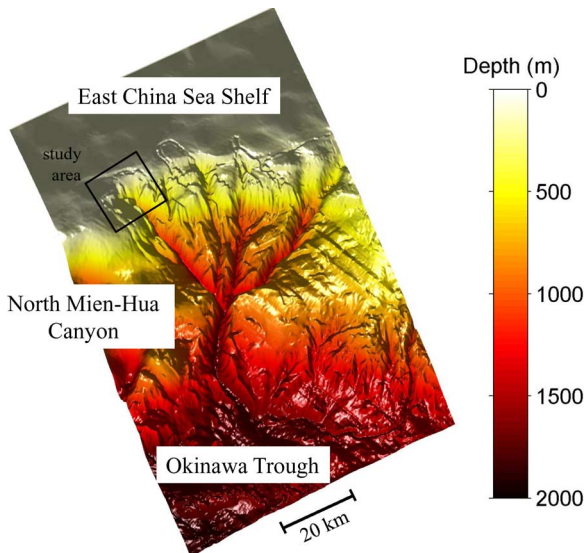 East China Sea Shelf
Depth (m)
0
study
area
500
North Mien-Hua
Canyon
1000
1500
Okinawa Trough
2000
20 km